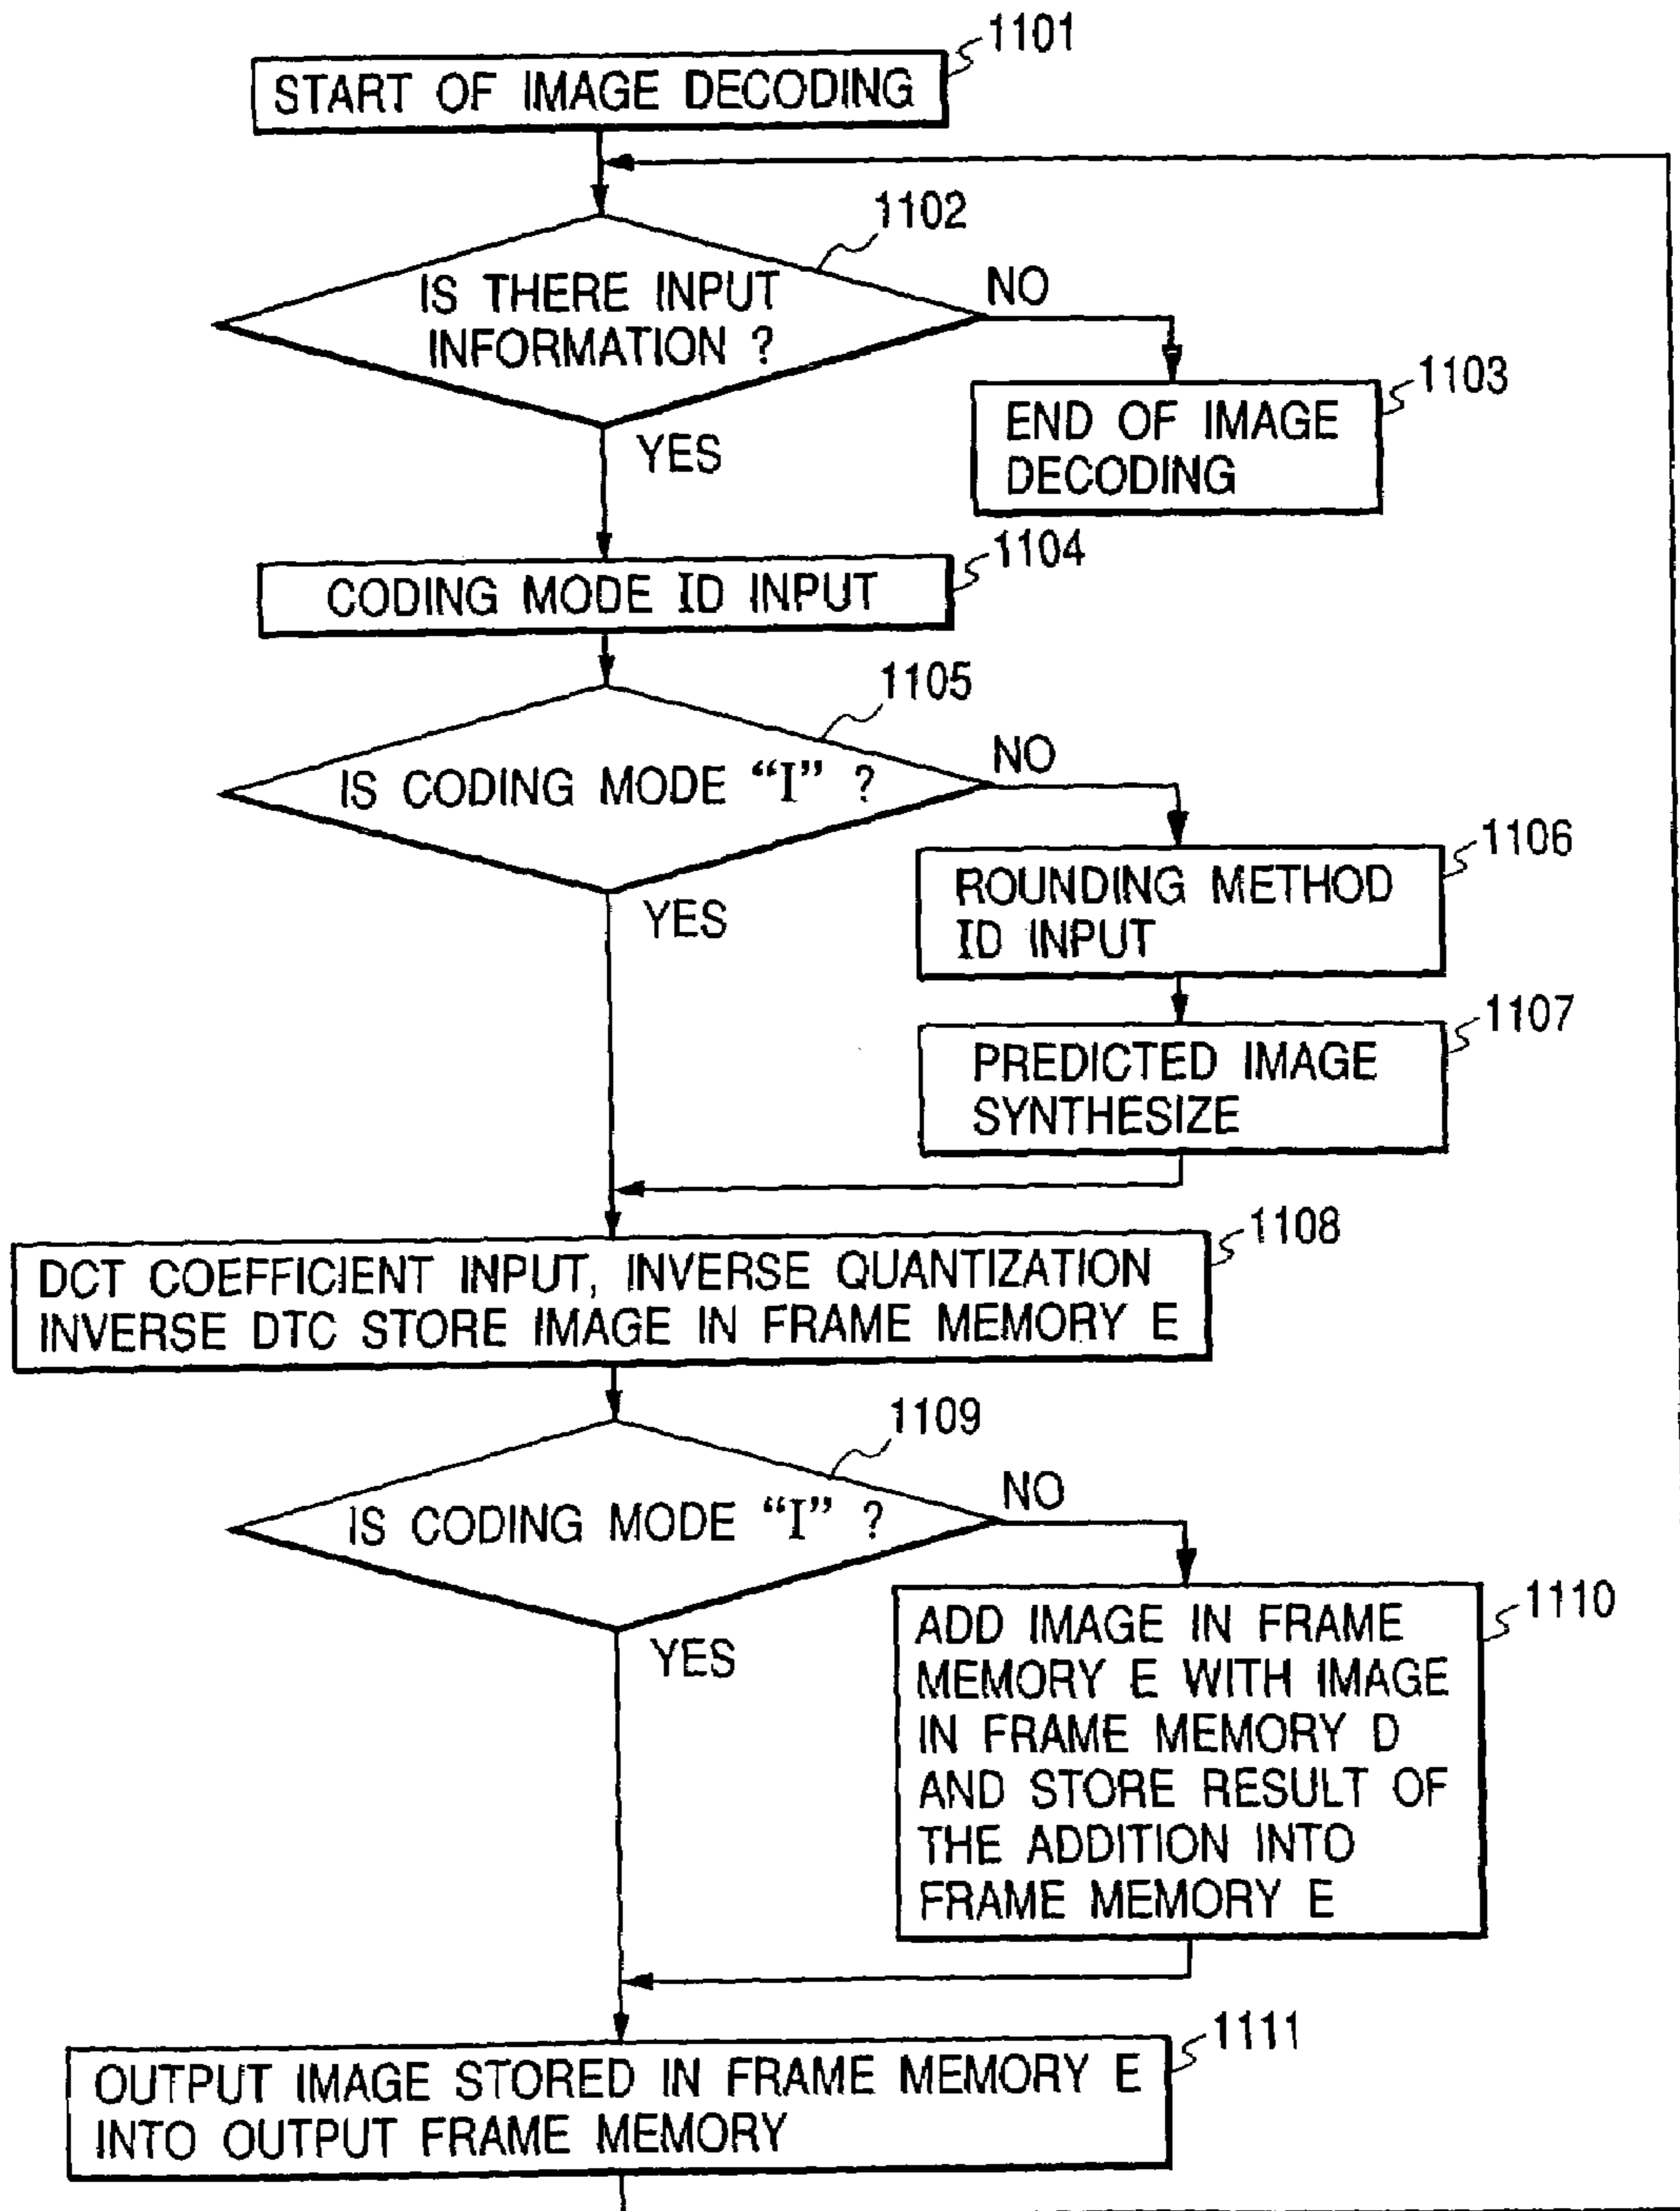 1101
START OF IMAGE DECODING
1102
IS THERE INPUT
INFORMATION ?
NO
YES
1103
END OF IMAGE
DECODING
1104
CODING MODE ID INPUT
1105
IS CODING MODE “I” ?
NO
YES
1106
ROUNDING METHOD
ID INPUT
1107
PREDICTED IMAGE
SYNTHESIZE
1108
DCT COEFFICIENT INPUT, INVERSE QUANTIZATION
INVERSE DTC STORE IMAGE IN FRAME MEMORY E
1109
IS CODING MODE “I” ?
NO
YES
1110
ADD IMAGE IN FRAME
MEMORY E WITH IMAGE
IN FRAME MEMORY D
AND STORE RESULT OF
THE ADDITION INTO
FRAME MEMORY E
1111
OUTPUT IMAGE STORED IN FRAME MEMORY E
INTO OUTPUT FRAME MEMORY